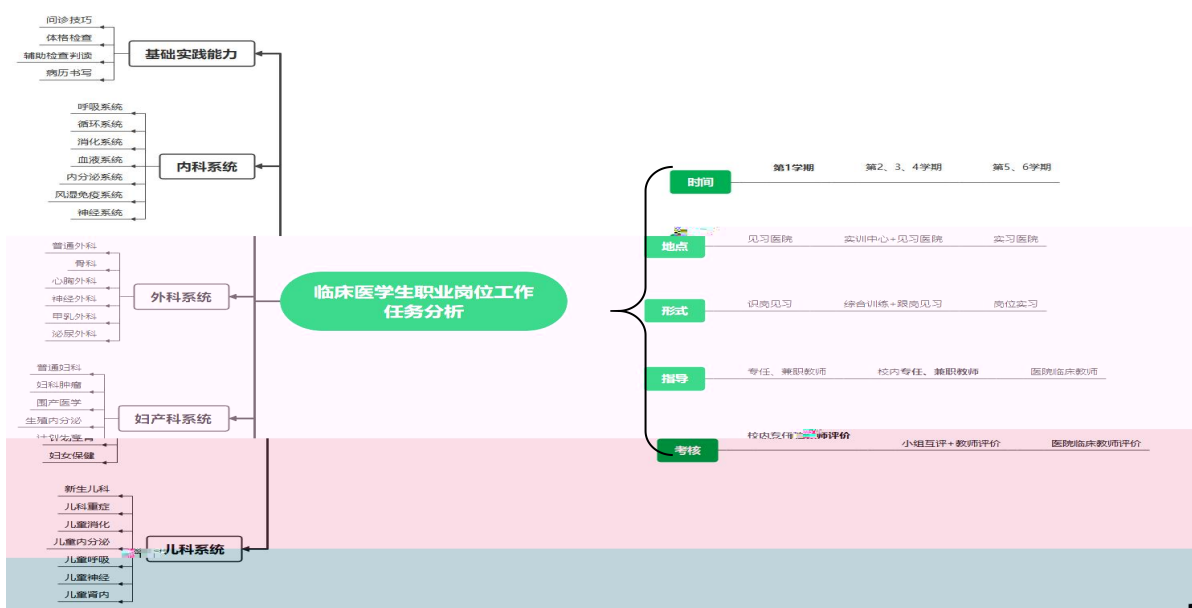 问诊技巧
体格检查
辅助检查判读
病历书写
基础实践能力
呼吸系统
循环系统
消化系统
血液系统
内分泌系统
风湿免疫系统
神经系统
内科系统
普通外科
骨科
心胸外科
神经外科
甲乳外科
泌尿外科
外科系统
普通妇科
妇科肿瘤
围产医学
生殖内分泌
计划生育
妇女保健
妇产科系统
新生儿科
儿科重症
儿童消化
儿童内分泌
儿童呼吸
儿童神经
儿童肾内
儿科系统
临床医学生职业岗位工作
任务分析
时间
第1学期 第2、3、4学期 第5、6学期
地点
见习医院 实训中心+见习医院 实习医院
形式
识岗见习 综合训练+跟岗见习 岗位实习
指导
专任、兼职教师 校内专任、兼职教师 医院临床教师
考核
师评价 小组互评+教师评价 医院临床教师评价